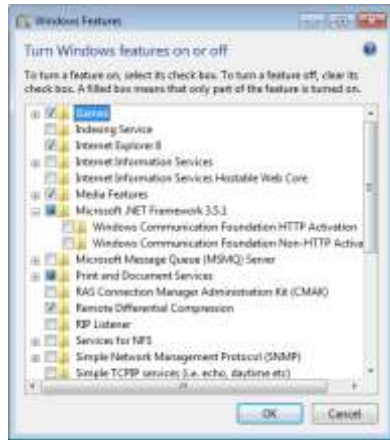 Windows Features
Turn Windows features on or off
To turn a feature on, select its check box. To turn a feature off, clear its
check box. A filled box means that only part of the feature is turned on.
Games
Indexing Service
Internet Explorer 8
Internet Information Services
Internet Information Services Hostable Web Core
Media Features
Microsoft .NET Framework 3.5.1
Windows Communication Foundation HTTP Activation
Windows Communication Foundation Non-HTTP Activa
Microsoft Message Queue (MSMQ) Server
Print and Document Services
RAS Connection Manager Administration Kit (CMAK)
Remote Differential Compression
RIP Listener
Services for NFS
Simple Network Management Protocol (SNMP)
Simple TCPIP services (i.e. echo, daytime etc)
OK Cancel